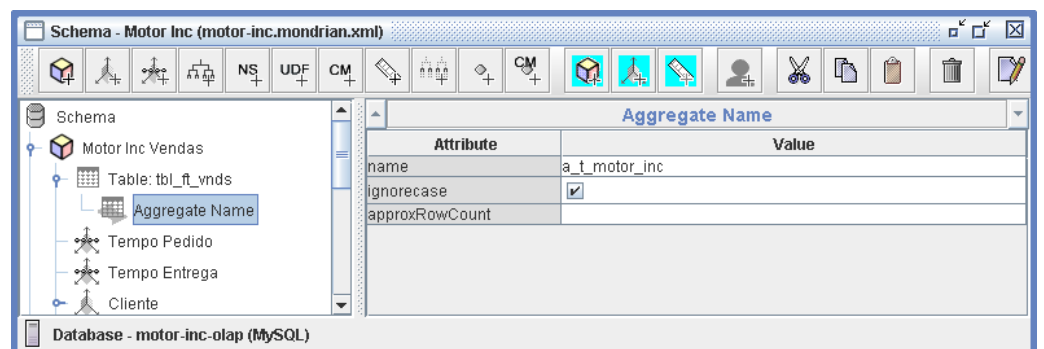 Schema - Motor Inc (motor-inc.mondrian.xml)
NS UDF CM CM
Schema
Motor Inc Vendas
Table: tbl_ft_vnds
Aggregate Name
Tempo Pedido
Tempo Entrega
Cliente
Aggregate Name
Attribute Value
name a_t_motor_inc
ignorecase
approxRowCount
Database - motor-inc-olap (MySQL)